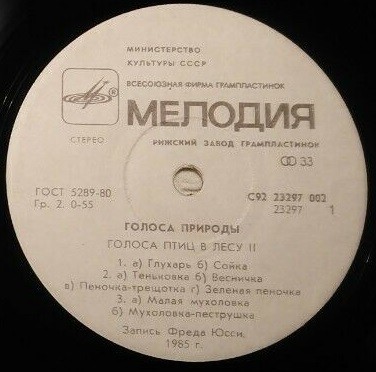 МИНИСТЕРСТВО
КУЛЬТУРЫ СССР
ВСЕСОЮЗНАЯ ФИРМА ГРАМПЛАСТИНОК
®
МЕЛОДИЯ
СТЕРЕО
РИЖСКИЙ ЗАВОД ГРАМПЛАСТИНОК
33
ГОСТ 5289-80
Гр. 2. 0-55
С92 23297 002
23297 1
ГОЛОСА ПРИРОДЫ
ГОЛОСА ПТИЦ В ЛЕСУ II
1. а) Глухарь б) Сойка
2. а) Теньковка б) Весничка
в) Пеночка-трещотка г) Зеленая пеночка
3. а) Малая мухоловка
б) Мухоловка-пеструшка
Запись Фреда Юсси.
1985 г.